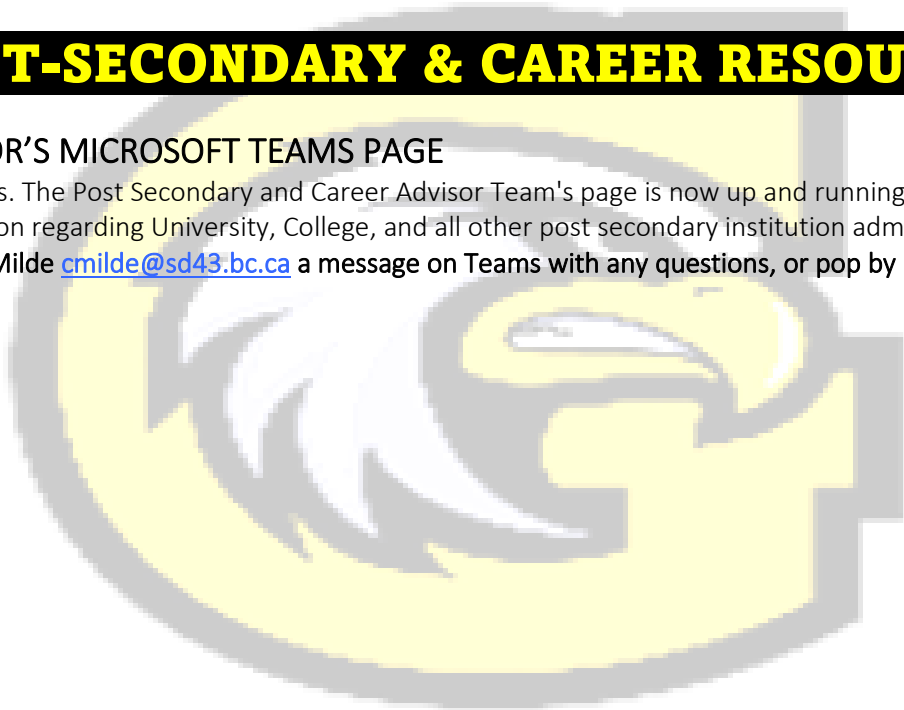 T-SECONDARY & CAREER RESOU
OR'S MICROSOFT TEAMS PAGE
s. The Post Secondary and Career Advisor Team's page is now up and running
on regarding University, College, and all other post secondary institution adm
Milde cmilde@sd43.bc.ca a message on Teams with any questions, or pop by